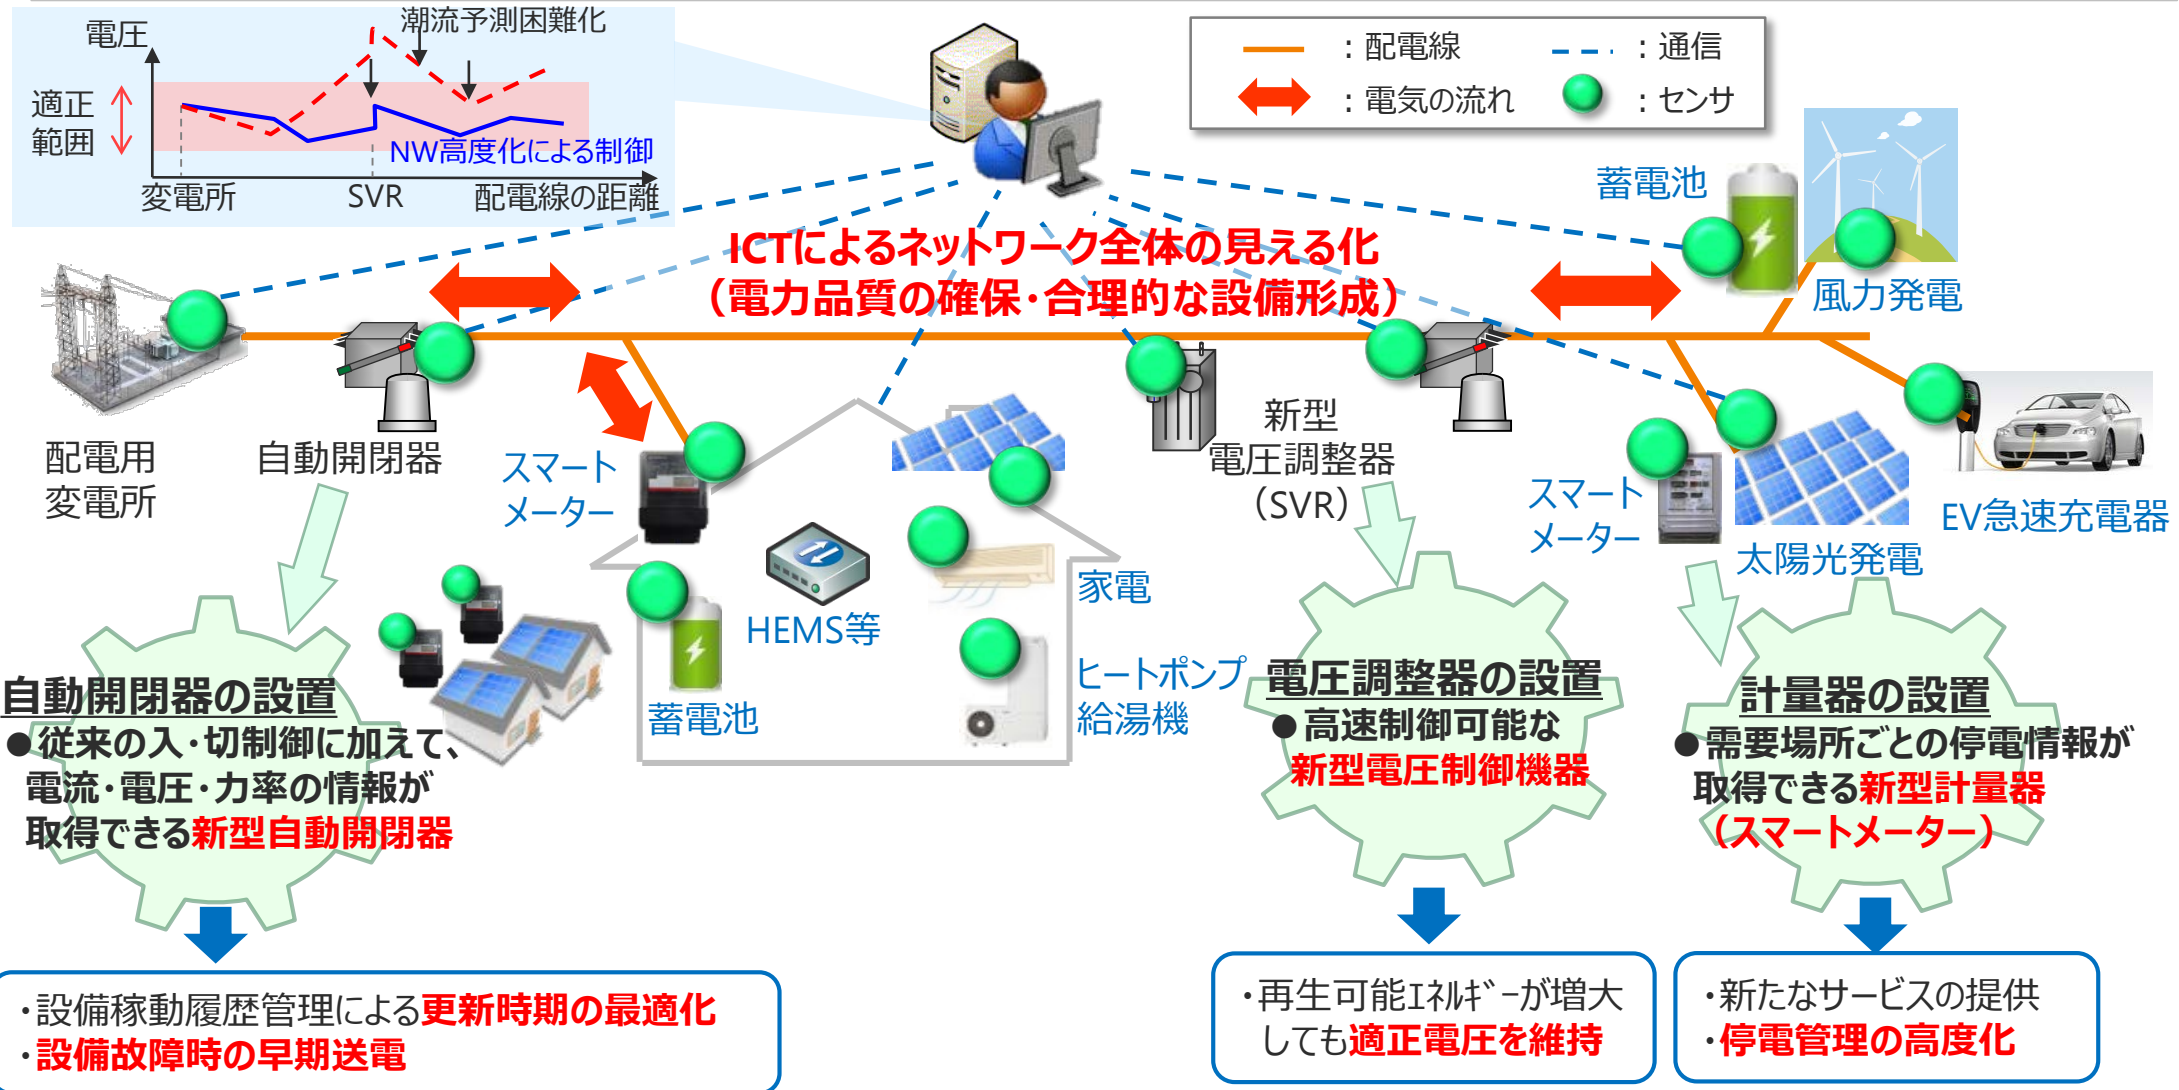 電圧
潮流予測困難化
適正
範囲
NW高度化による制御
変電所
SVR
配電線の距離
：配電線
：通信
：電気の流れ
：センサ
ICTによるネットワーク全体の見える化
（電力品質の確保・合理的な設備形成）
蓄電池
風力発電
配電用
変電所
自動開閉器
スマート
メーター
新型
電圧調整器
（SVR）
スマート
メーター
太陽光発電
EV急速充電器
HEMS等
家電
蓄電池
ヒートポンプ
給湯機
自動開閉器の設置
●従来の入・切制御に加えて、
電流・電圧・力率の情報が
取得できる新型自動開閉器
電圧調整器の設置
●高速制御可能な
新型電圧制御機器
計量器の設置
●需要場所ごとの停電情報が
取得できる新型計量器
（スマートメーター）
・設備稼動履歴管理による更新時期の最適化
・設備故障時の早期送電
・再生可能ｴﾈﾙｷﾞｰが増大
しても適正電圧を維持
・新たなサービスの提供
・停電管理の高度化